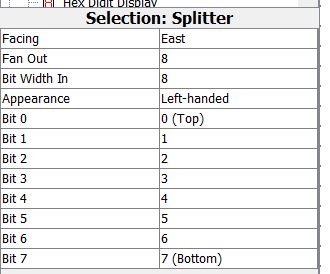 Hex Digit Display
Selection: Splitter
Facing East
Fan Out 8
Bit Width In 8
Appearance Left-handed
Bit 0 0 (Top)
Bit 1 1
Bit 2 2
Bit 3 3
Bit 4 4
Bit 5 5
Bit 6 6
Bit 7 7 (Bottom)